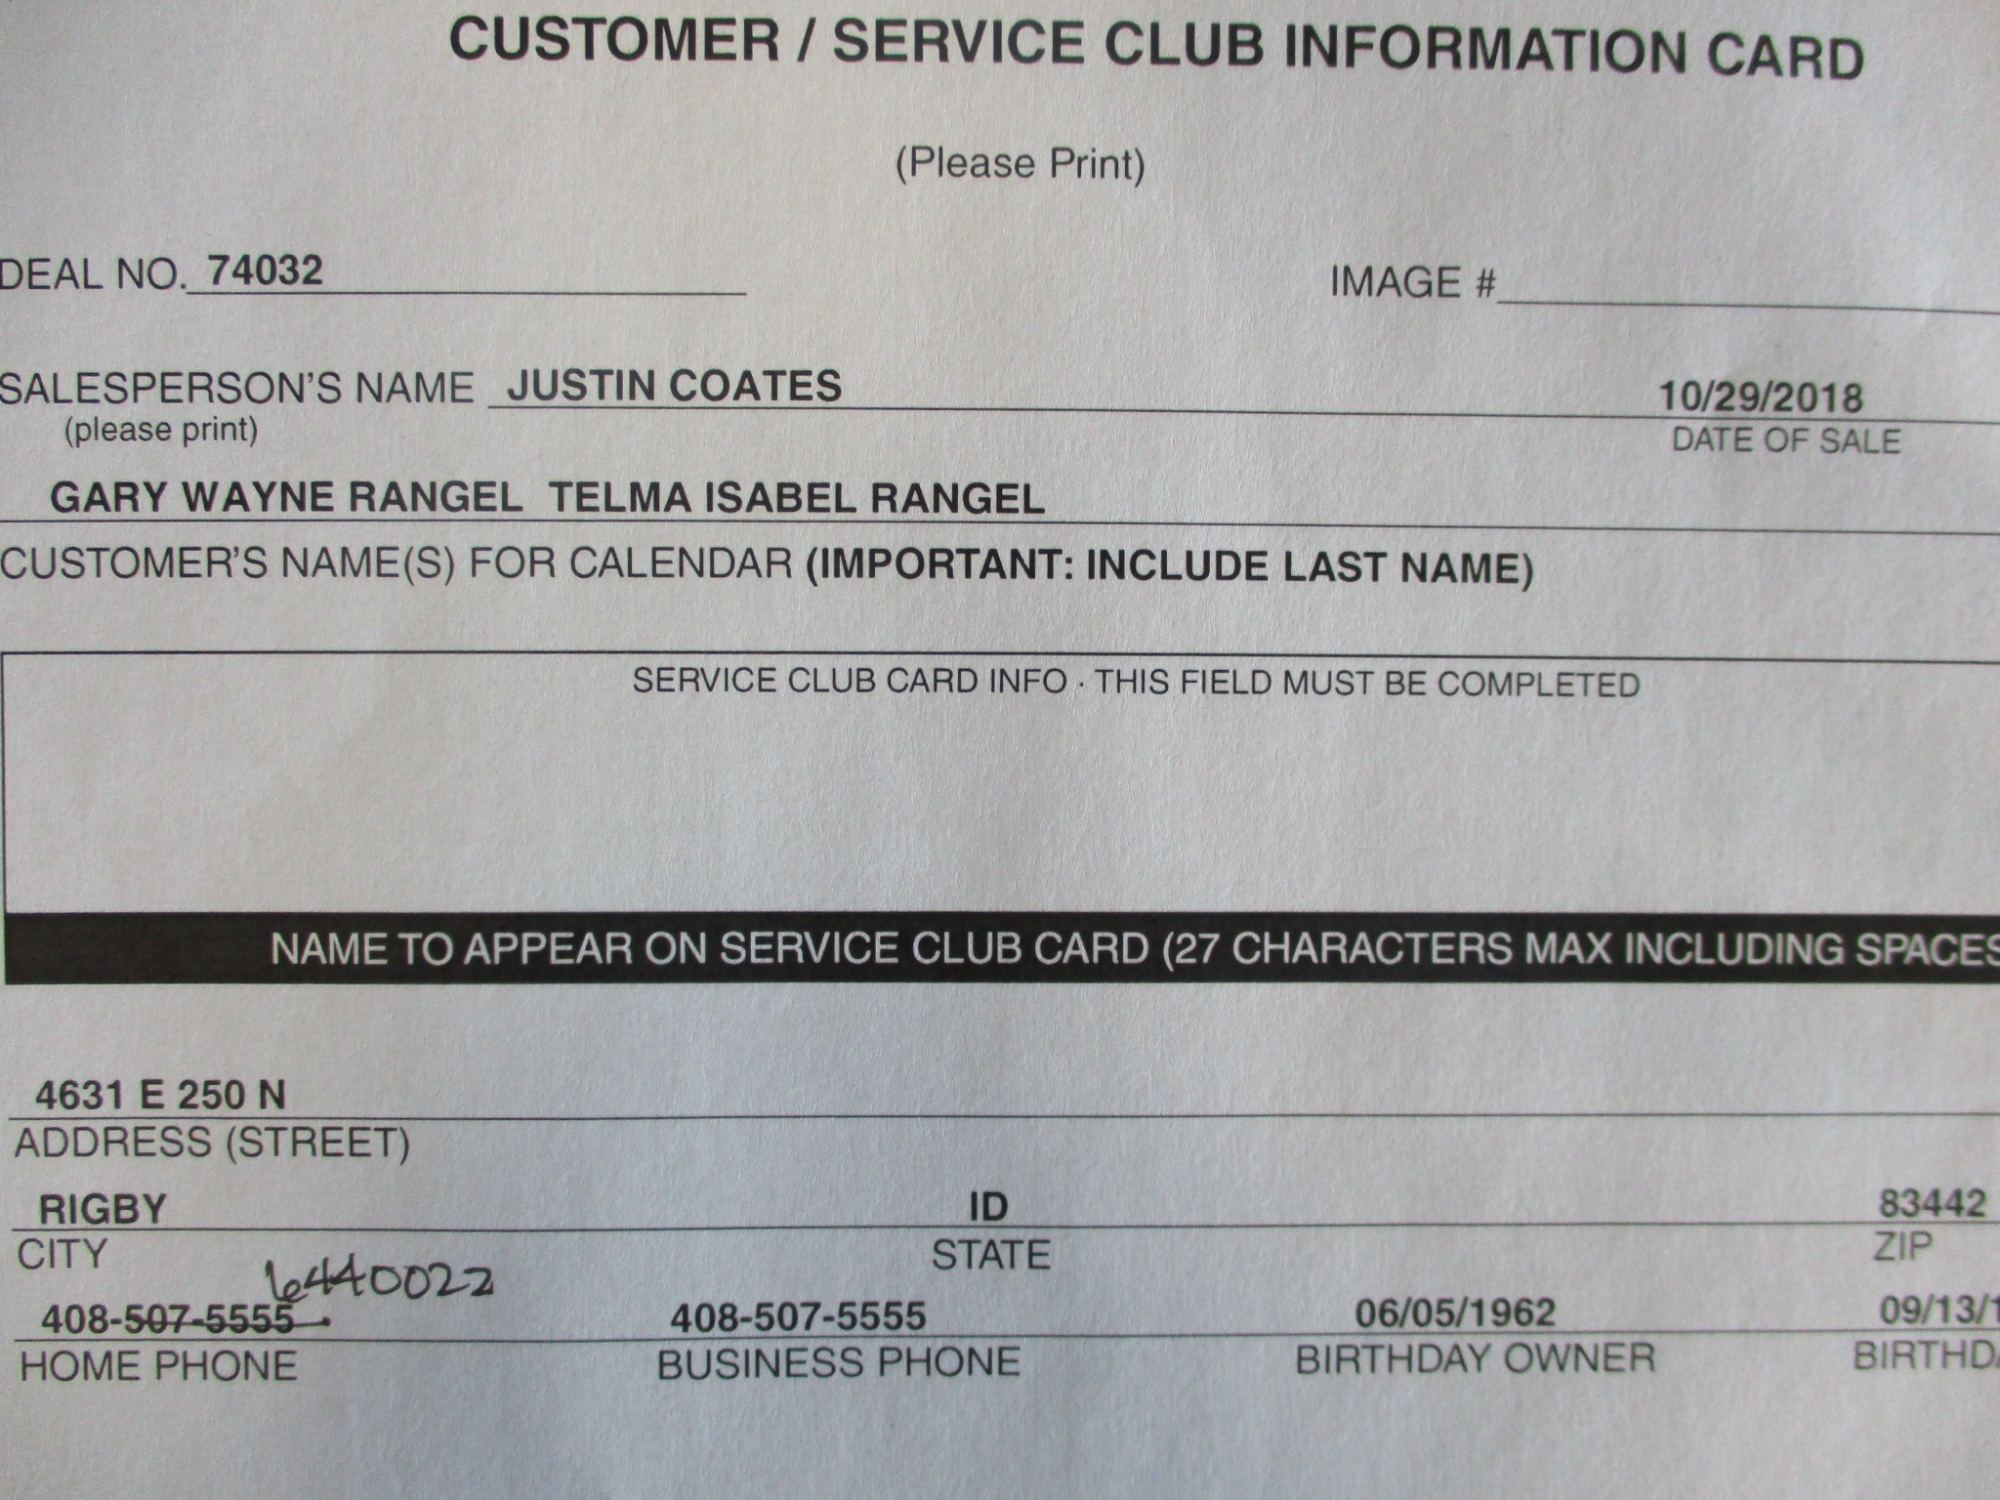 CUSTOMER / SERVICE CLUB INFORMATION CARD
(Please Print)
DEAL NO. 74032 IMAGE #
SALESPERSON'S NAME JUSTIN COATES 10/29/2018
(please print) DATE OF SALE
GARY WAYNE RANGEL TELMA ISABEL RANGEL
CUSTOMER'S NAME(S) FOR CALENDAR (IMPORTANT: INCLUDE LAST NAME)
SERVICE CLUB CARD INFO · THIS FIELD MUST BE COMPLETED
NAME TO APPEAR ON SERVICE CLUB CARD (27 CHARACTERS MAX INCLUDING SPACES
4631 E 250 N
ADDRESS (STREET)
RIGBY ID 83442
CITY STATE ZIP
6440022
408-507-5555 408-507-5555 06/05/1962 09/13/1
HOME PHONE BUSINESS PHONE BIRTHDAY OWNER BIRTHDA